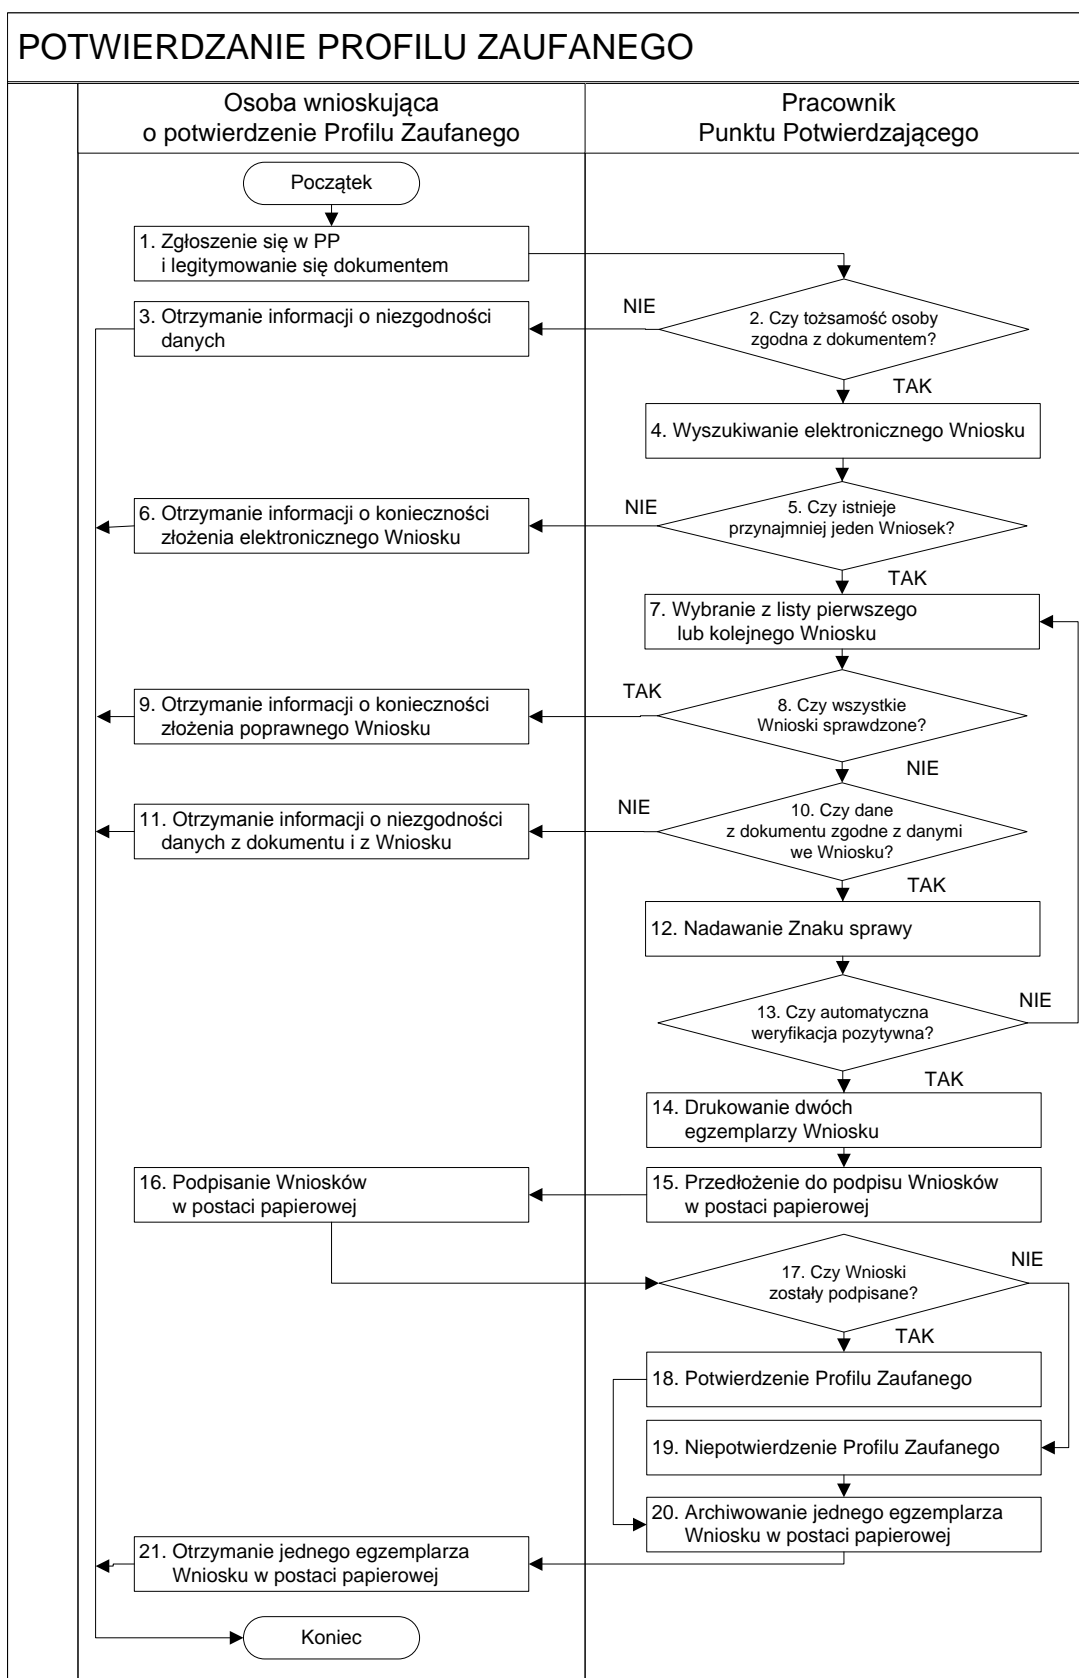 POTWIERDZANIE PROFILU ZAUFANEGO
Osoba wnioskująca
o potwierdzenie Profilu Zaufanego
Pracownik
Punktu Potwierdzającego
Początek
1. Zgłoszenie się w PP
i legitymowanie się dokumentem
2. Czy tożsamość osoby
zgodna z dokumentem?
NIE
3. Otrzymanie informacji o niezgodności
danych
TAK
4. Wyszukiwanie elektronicznego Wniosku
5. Czy istnieje
przynajmniej jeden Wniosek?
NIE
6. Otrzymanie informacji o konieczności
złożenia elektronicznego Wniosku
TAK
7. Wybranie z listy pierwszego
lub kolejnego Wniosku
8. Czy wszystkie
Wnioski sprawdzone?
TAK
9. Otrzymanie informacji o konieczności
złożenia poprawnego Wniosku
NIE
10. Czy dane
z dokumentu zgodne z danymi
we Wniosku?
NIE
11. Otrzymanie informacji o niezgodności
danych z dokumentu i z Wniosku
TAK
12. Nadawanie Znaku sprawy
13. Czy automatyczna
weryfikacja pozytywna?
NIE
TAK
14. Drukowanie dwóch
egzemplarzy Wniosku
15. Przedłożenie do podpisu Wniosków
w postaci papierowej
16. Podpisanie Wniosków
w postaci papierowej
17. Czy Wnioski
zostały podpisane?
NIE
TAK
18. Potwierdzenie Profilu Zaufanego
19. Niepotwierdzenie Profilu Zaufanego
20. Archiwowanie jednego egzemplarza
Wniosku w postaci papierowej
21. Otrzymanie jednego egzemplarza
Wniosku w postaci papierowej
Koniec